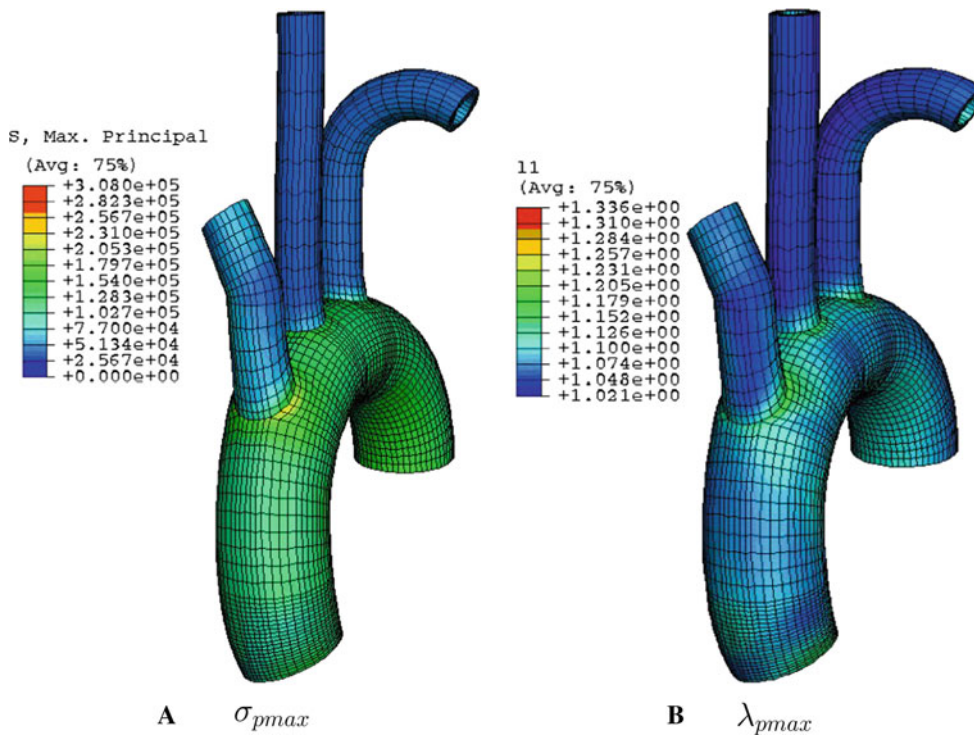 S, Max. Principal
(Avg: 75%)
+3.080e+05
+2.823e+05
+2.567e+05
+2.310e+05
+2.053e+05
+1.797e+05
+1.540e+05
+1.283e+05
+1.027e+05
+7.700e+04
+5.134e+04
+2.567e+04
+0.000e+00
l1
(Avg: 75%)
+1.336e+00
+1.310e+00
+1.284e+00
+1.257e+00
+1.231e+00
+1.205e+00
+1.179e+00
+1.152e+00
+1.126e+00
+1.100e+00
+1.074e+00
+1.048e+00
+1.021e+00
A σpmax
B λpmax